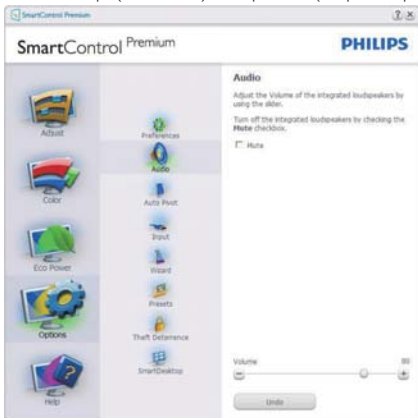 SmartControl Premium
SmartControl Premium
PHILIPS
Adjust
Color
Eco Power
Options
Help
Preferences
Audio
Auto Pivot
Input
Wizard
Presets
Theft Deterrence
SmartDesktop
Audio
Adjust the Volume of the integrated loudspeakers by
using the slider.
Turn off the integrated loudspeakers by checking the
Mute checkbox.
Mute
Volume
80
Undo